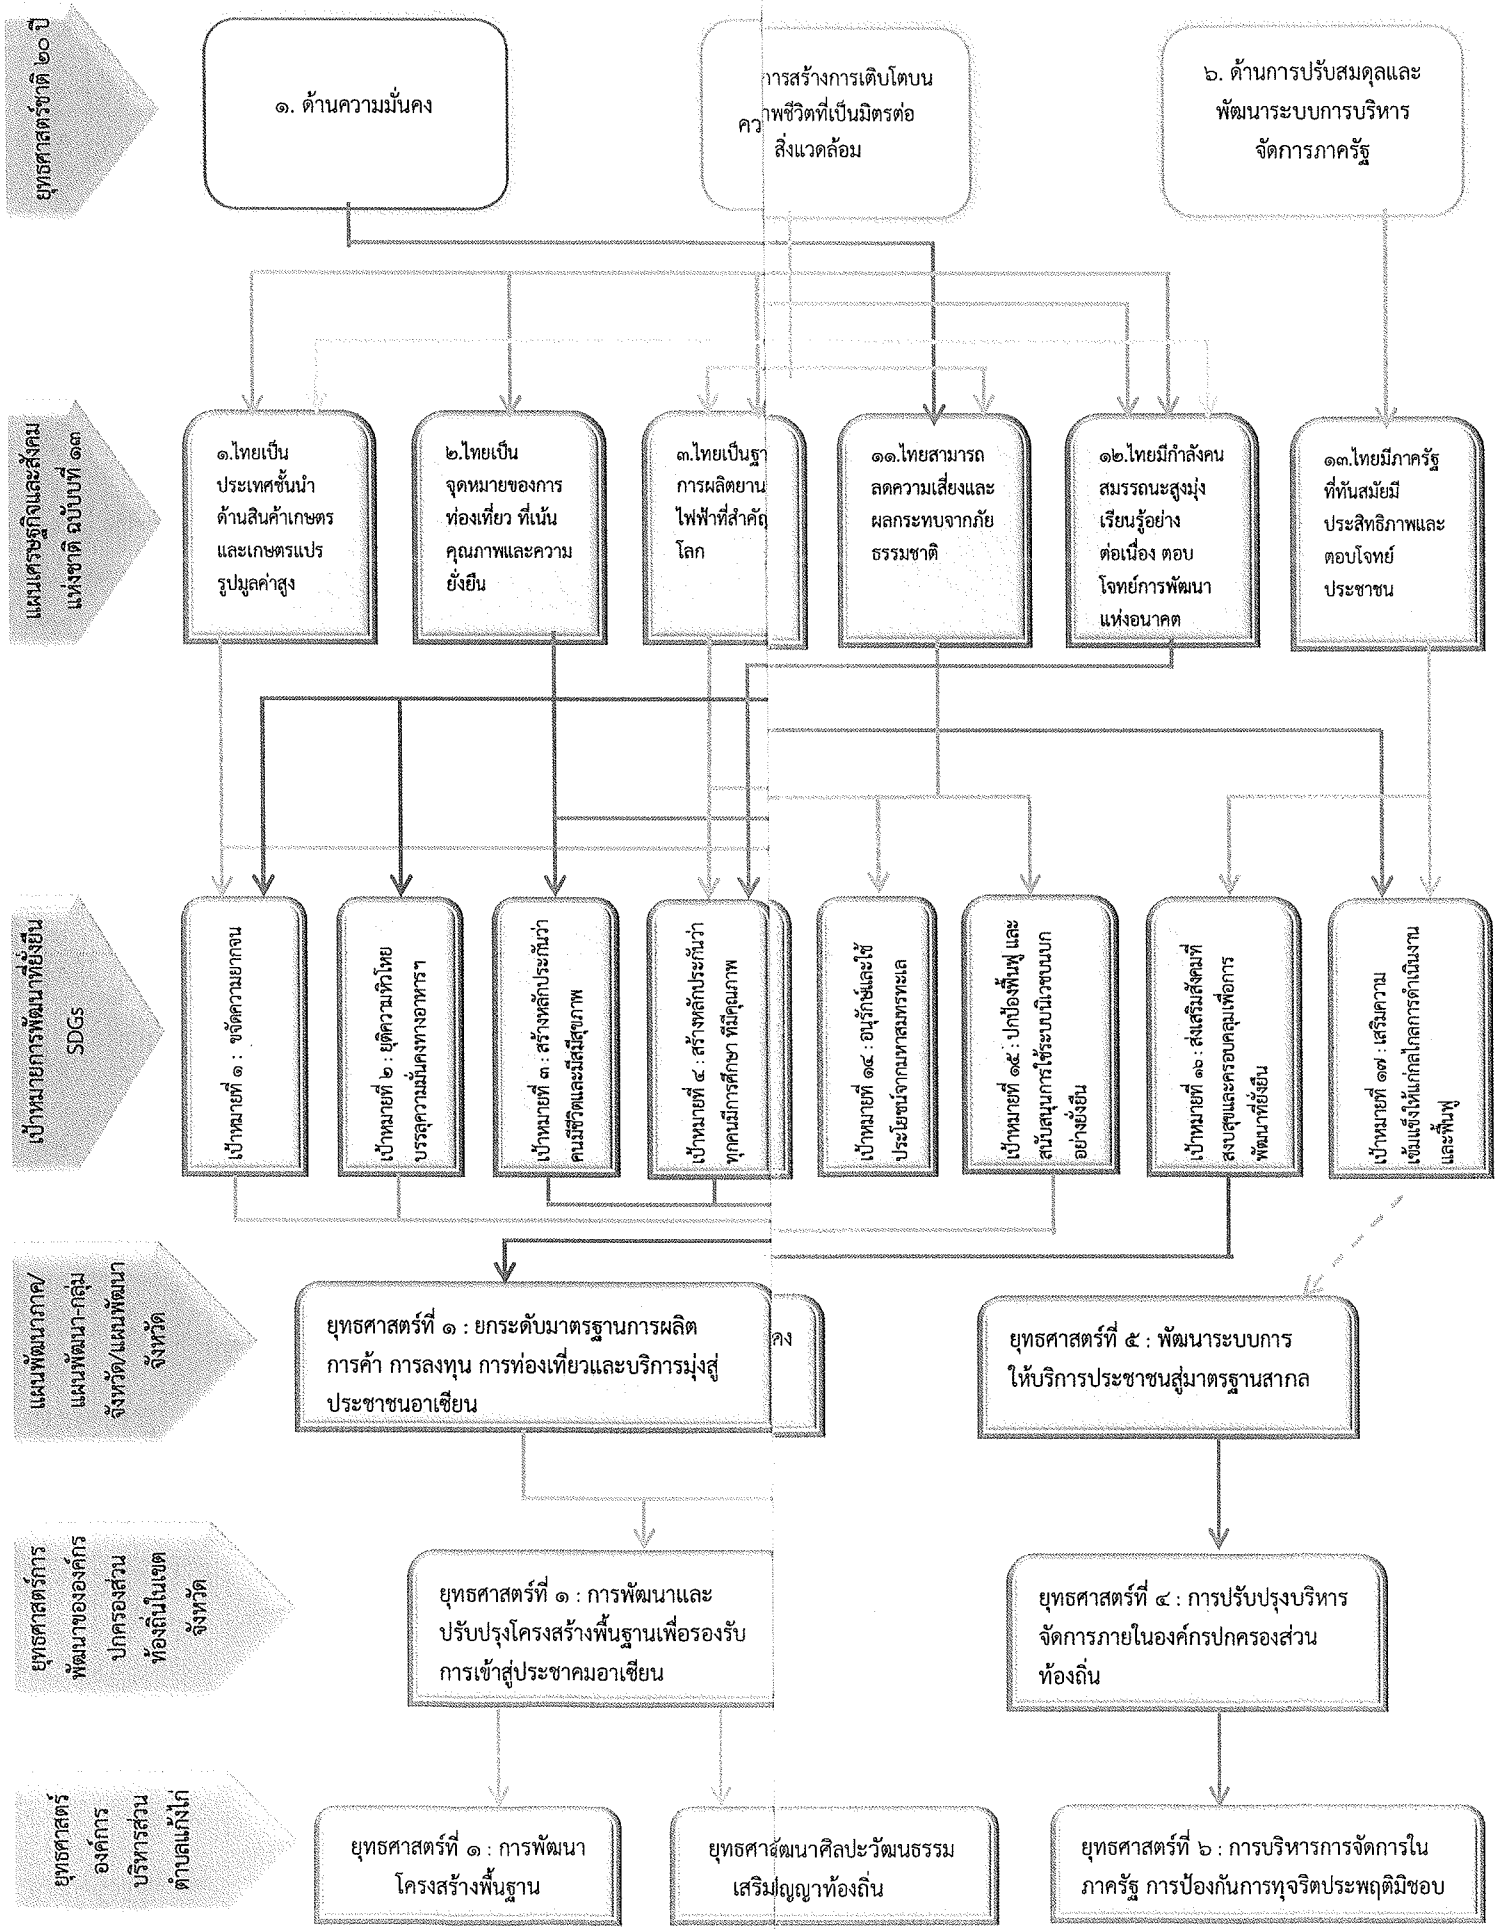 ยุทธศาสตร์ชาติ ๒๐ ปี
๑. ด้านความมั่นคง
การสร้างการเติบโตบน
คว าพชีวิตที่เป็นมิตรต่อ
สิ่งแวดล้อม
๖. ด้านการปรับสมดุลและ
พัฒนาระบบการบริหาร
จัดการภาครัฐ
แผนเศรษฐกิจและสังคม
แห่งชาติ ฉบับที่ ๑๓
๑.ไทยเป็น
ประเทศชั้นนำ
ด้านสินค้าเกษตร
และเกษตรแปร
รูปมูลค่าสูง
๒.ไทยเป็น
จุดหมายของการ
ท่องเที่ยว ที่เน้น
คุณภาพและความ
ยั่งยืน
๓.ไทยเป็นฐา
การผลิตยาน
ไฟฟ้าที่สำคัญ
โลก
๑๑.ไทยสามารถ
ลดความเสี่ยงและ
ผลกระทบจากภัย
ธรรมชาติ
๑๒.ไทยมีกำลังคน
สมรรถนะสูงมุ่ง
เรียนรู้อย่าง
ต่อเนื่อง ตอบ
โจทย์การพัฒนา
แห่งอนาคต
๑๓.ไทยมีภาครัฐ
ที่ทันสมัยมี
ประสิทธิภาพและ
ตอบโจทย์
ประชาชน
เป้าหมายการพัฒนาที่ยั่งยืน
SDGs
เป้าหมายที่ ๑ : ขจัดความยากจน
เป้าหมายที่ ๒ : ยุติความหิวโหย
บรรลุความมั่นคงทางอาหารฯ
เป้าหมายที่ ๓ : สร้างหลักประกันว่า
คนมีชีวิตและมีสมีสุขภาพ
เป้าหมายที่ ๔ : สร้างหลักประกันว่า
ทุกคนมีการศึกษา ที่มีคุณภาพ
เป้าหมายที่ ๑๔ : อนุรักษ์และใช้
ประโยชน์จากมหาสมทรทะเล
เป้าหมายที่ ๑๕ : ปกป้องฟื้นฟู และ
สนับสนุนการใช้ระบบนิเวชบนบก
อย่างยั่งยืน
เป้าหมายที่ ๑๖ : ส่งเสริมสังคมที่
สงบสุขและครอบคลุมเพื่อการ
พัฒนาที่ยั่งยืน
เป้าหมายที่ ๑๗ : เสริมความ
เข้มแข็งให้แก่กลไกลการดำเนินงาน
และฟื้นฟู
แผนพัฒนาภาค/
แผนพัฒนา-กลุ่ม
จังหวัด/แผนพัฒนา
จังหวัด
ยุทธศาสตร์ที่ ๑ : ยกระดับมาตรฐานการผลิต
การค้า การลงทุน การท่องเที่ยวและบริการมุ่งสู่
ประชาชนอาเซียน
คง
ยุทธศาสตร์ที่ ๕ : พัฒนาระบบการ
ให้บริการประชาชนสู่มาตรฐานสากล
ยุทธศาสตร์การ
พัฒนาขององค์กร
ปกครองส่วน
ท้องถิ่นในเขต
จังหวัด
ยุทธศาสตร์ที่ ๑ : การพัฒนาและ
ปรับปรุงโครงสร้างพื้นฐานเพื่อรองรับ
การเข้าสู่ประชาคมอาเซียน
ยุทธศาสตร์ที่ ๔ : การปรับปรุงบริหาร
จัดการภายในองค์กรปกครองส่วน
ท้องถิ่น
ยุทธศาสตร์
องค์การ
บริหารส่วน
ตำบลแก้งไก่
ยุทธศาสตร์ที่ ๑ : การพัฒนา
โครงสร้างพื้นฐาน
ยุทธศาัฒนาศิลปะวัฒนธรรม
เสริมญญาท้องถิ่น
ยุทธศาสตร์ที่ ๖ : การบริหารการจัดการใน
ภาครัฐ การป้องกันการทุจริตประพฤติมิชอบ